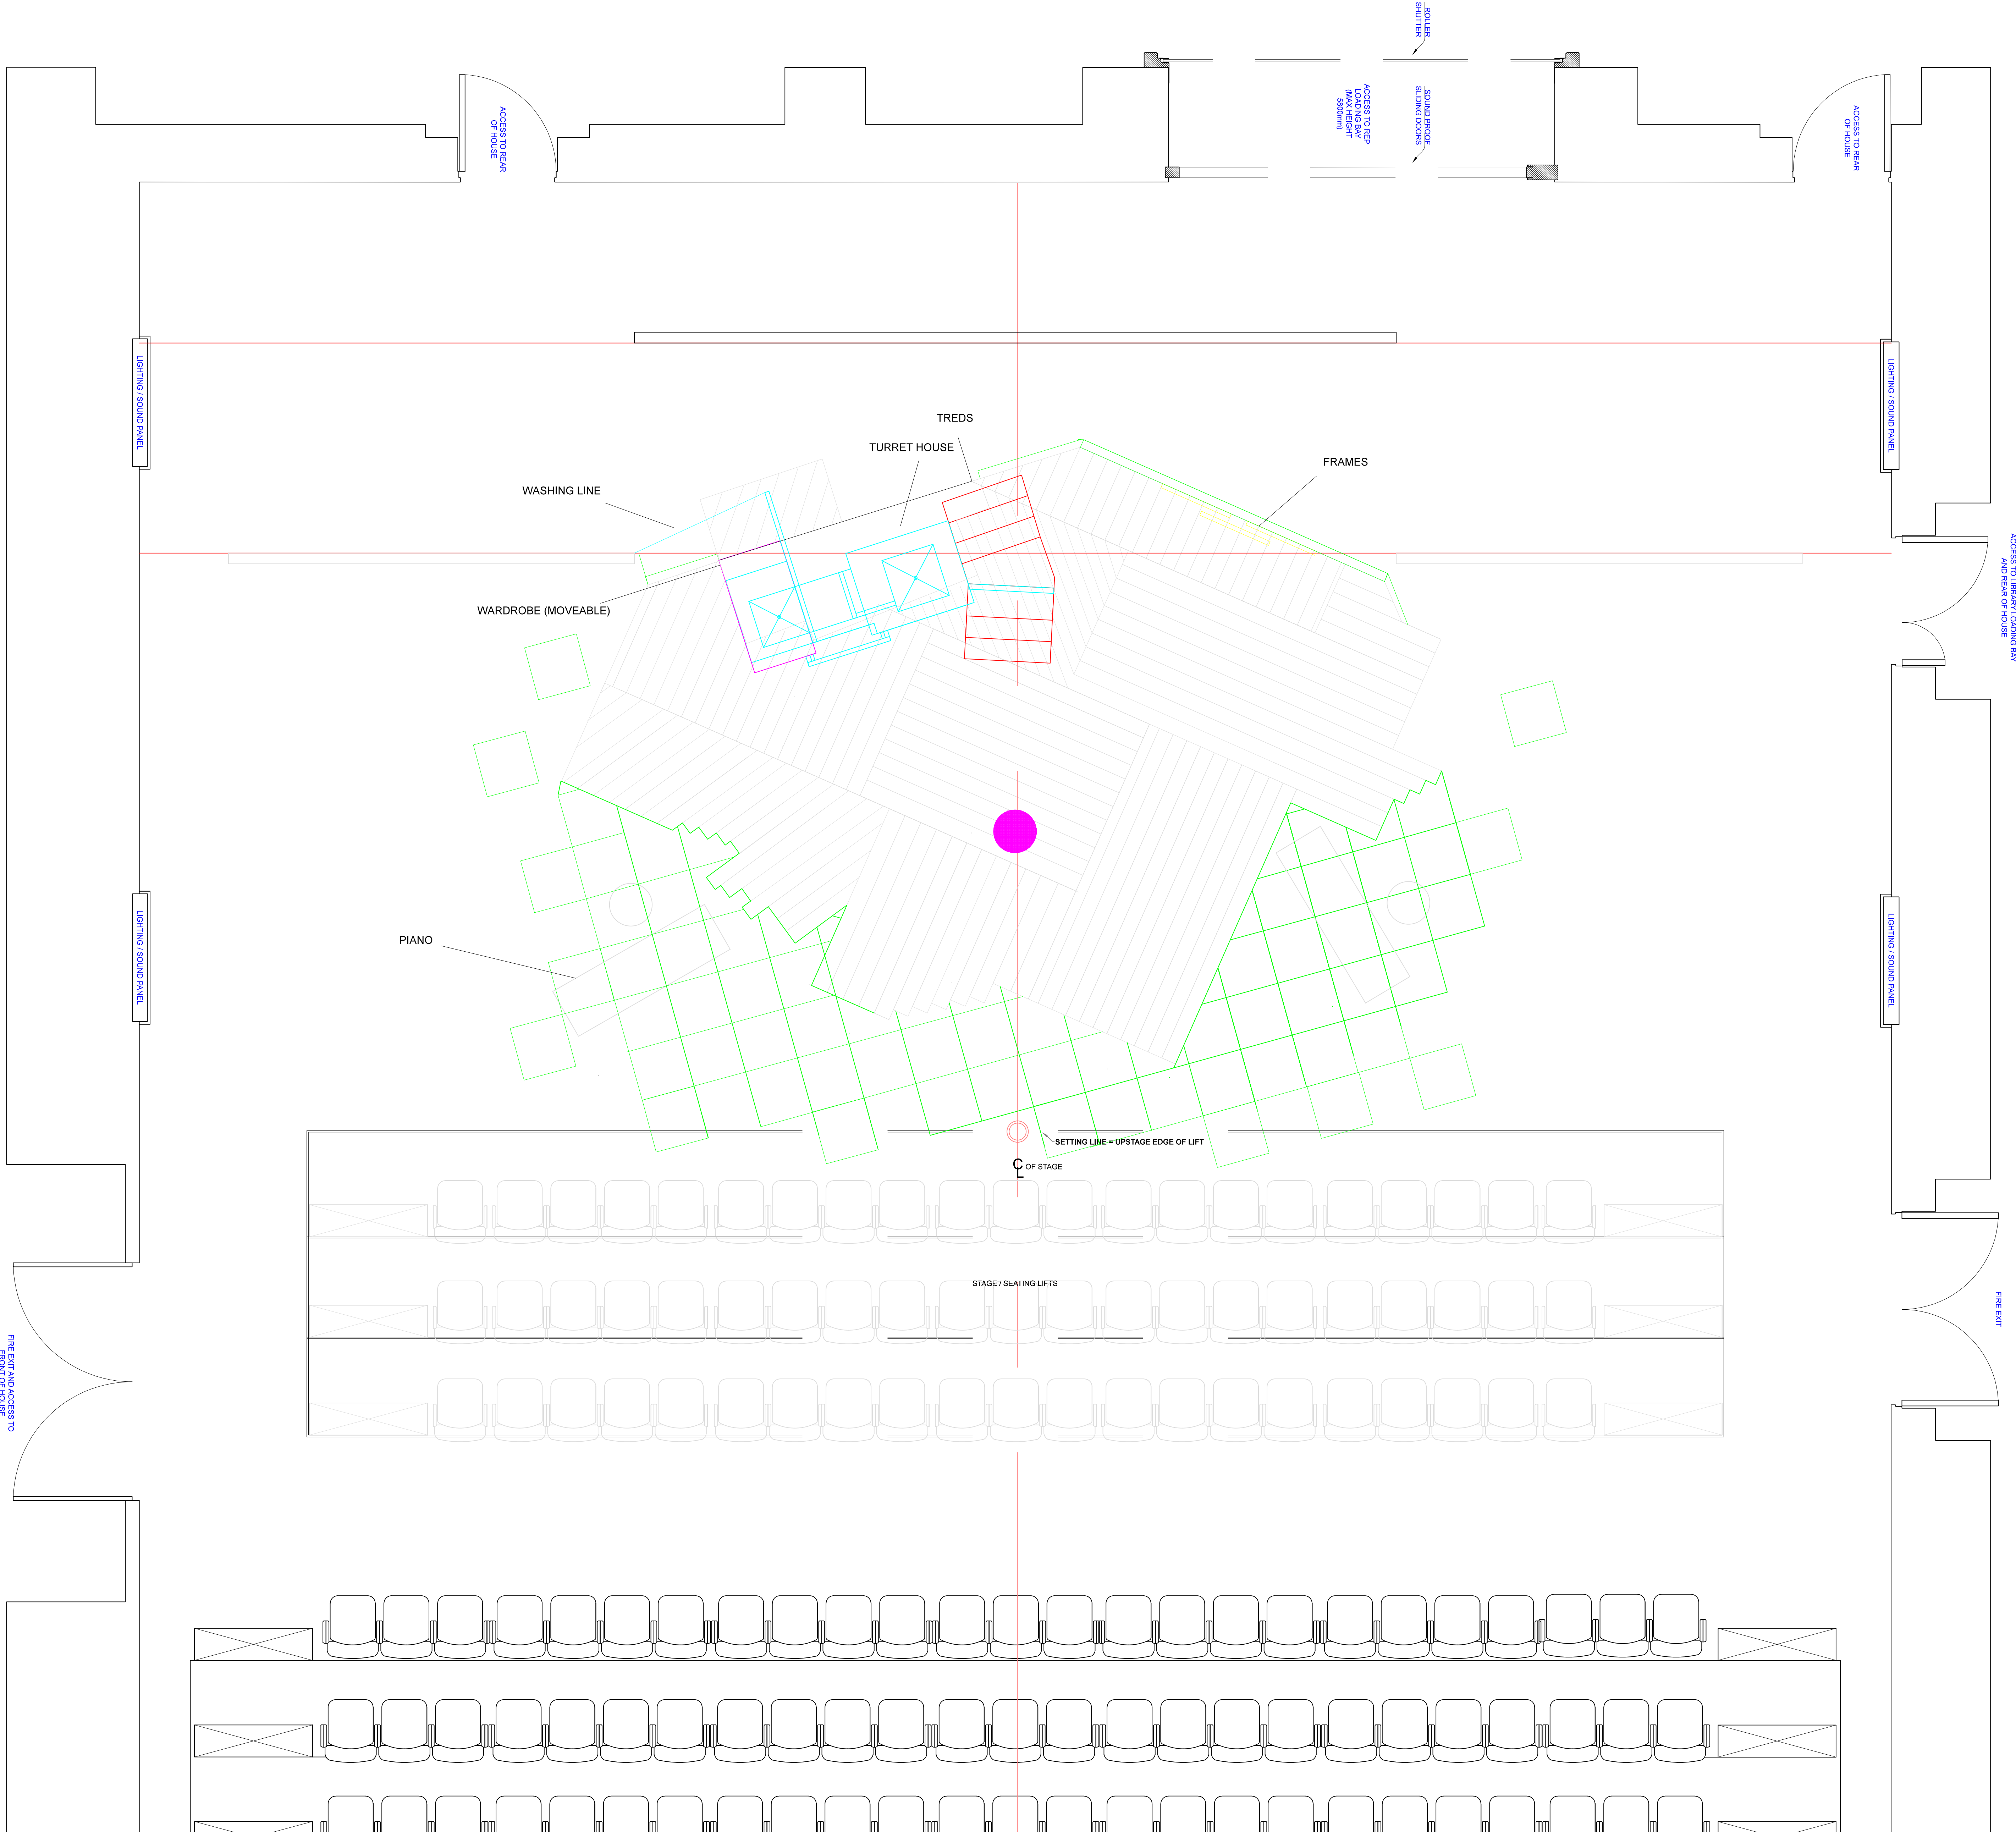 ROLLER
SHUTTER
SOUND PROOF
SLIDING DOORS
ACCESS TO REP
LOADING BAY
(MAX HEIGHT
5800mm)
ACCESS TO REAR
OF HOUSE
ACCESS TO REAR
OF HOUSE
LIGHTING / SOUND PANEL
LIGHTING / SOUND PANEL
TREDS
TURRET HOUSE
FRAMES
WASHING LINE
WARDROBE (MOVEABLE)
ACCESS TO LIBRARY LOADING BAY
AND REAR OF HOUSE
PIANO
LIGHTING / SOUND PANEL
LIGHTING / SOUND PANEL
SETTING LINE = UPSTAGE EDGE OF LIFT
CL OF STAGE
STAGE / SEATING LIFTS
FIRE EXIT
FIRE EXIT AND ACCESS TO
FRONT OF HOUSE